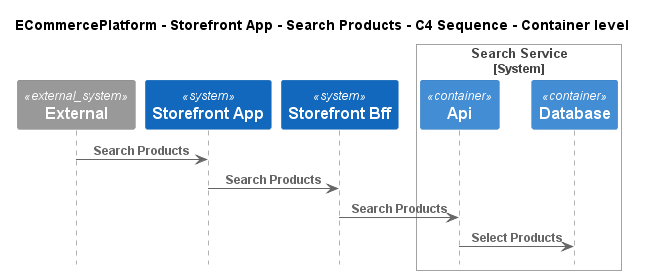 ECommercePlatform - Storefront App - Search Products - C4 Sequence - Container level
Search Service
[System]
«external_system»
External
«system»
Storefront App
«system»
Storefront Bff
«container»
Api
«container»
Database
Search Products
Search Products
Search Products
Select Products